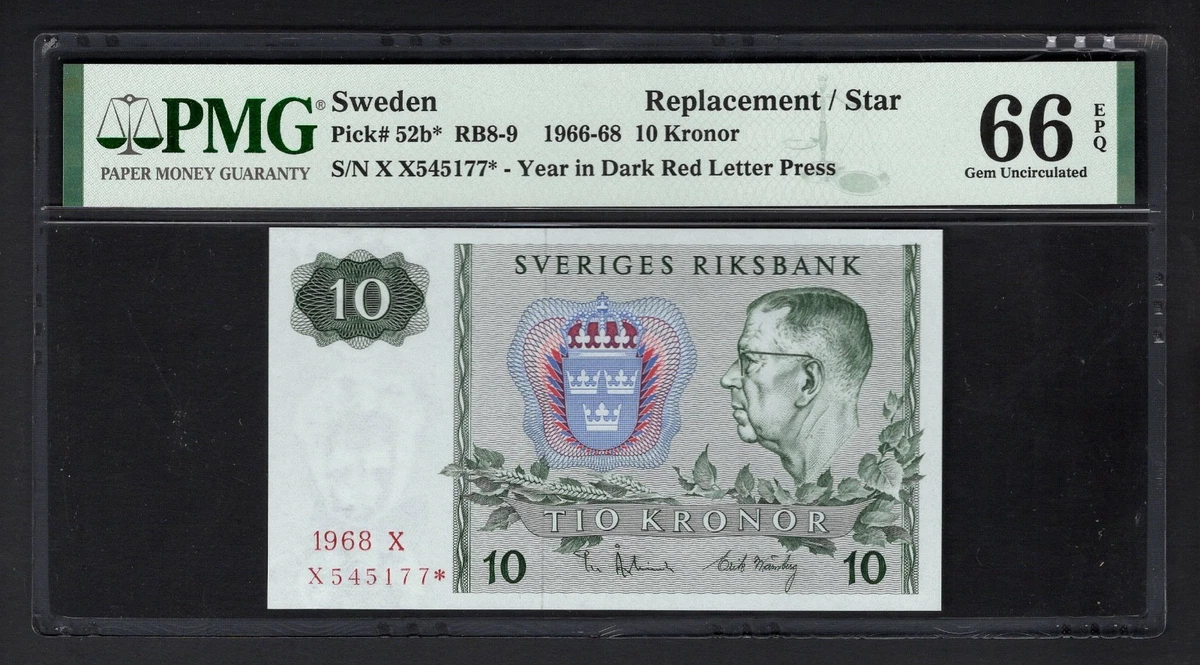 PMG® Sweden Replacement / Star
Pick# 52b* RB8-9 1966-68 10 Kronor
S/N X X545177* - Year in Dark Red Letter Press
PAPER MONEY GUARANTY
66
EPQ
Gem Uncirculated
10
SVERIGES RIKSBANK
TIO KRONOR
1968 X
X545177*
10
10